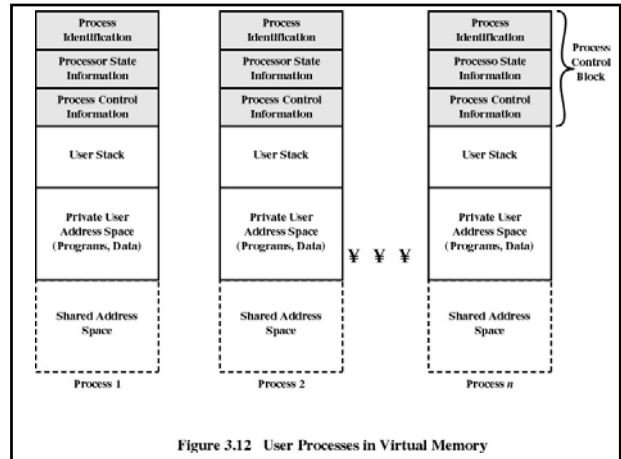 Process
Identification
Processor State
Information
Process Control
Information
User Stack
Private User
Address Space
(Programs, Data)
Shared Address
Space
Process 1
Process
Identification
Processor State
Information
Process Control
Information
User Stack
Private User
Address Space
(Programs, Data)
Shared Address
Space
Process 2
¥ ¥ ¥
Process
Identification
Processo State
Information
Process Control
Information
User Stack
Private User
Address Space
(Programs, Data)
Shared Address
Space
Process n
Process
Control
Block
Figure 3.12 User Processes in Virtual Memory